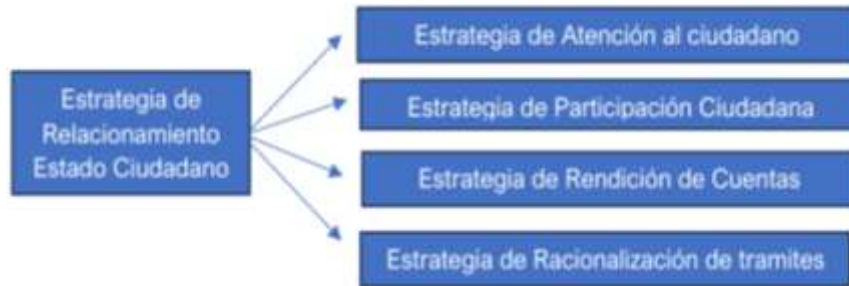 Estrategia de
Relacionamiento
Estado Ciudadano
Estrategia de Atención al ciudadano
Estrategia de Participación Ciudadana
Estrategia de Rendición de Cuentas
Estrategia de Racionalización de tramites